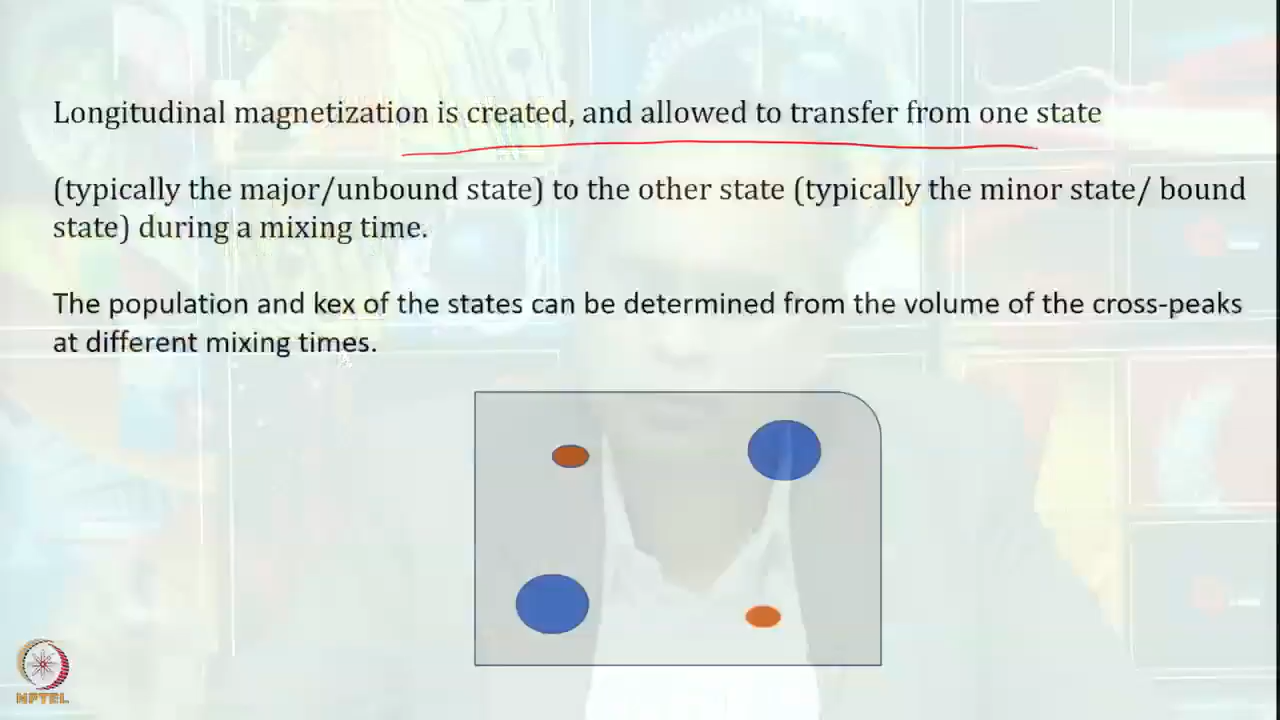 Longitudinal magnetization is created, and allowed to transfer from one state
(typically the major/unbound state) to the other state (typically the minor state/ bound
state) during a mixing time.
The population and kex of the states can be determined from the volume of the cross-peaks
at different mixing times.
NPTEL